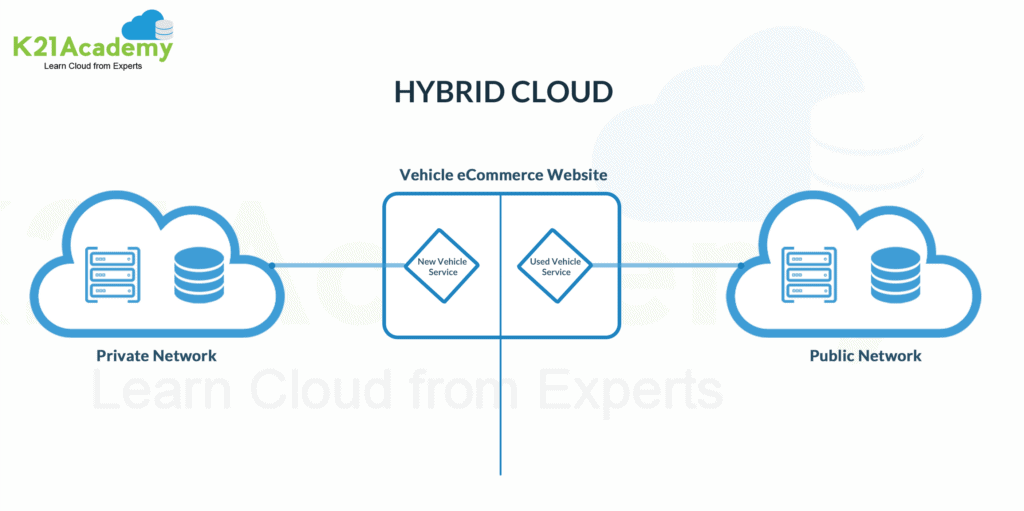 K21Academy
Learn Cloud from Experts
HYBRID CLOUD
Vehicle eCommerce Website
New Vehicle
Service
Used Vehicle
Service
Private Network
Public Network
K21Academy
Learn Cloud from Experts